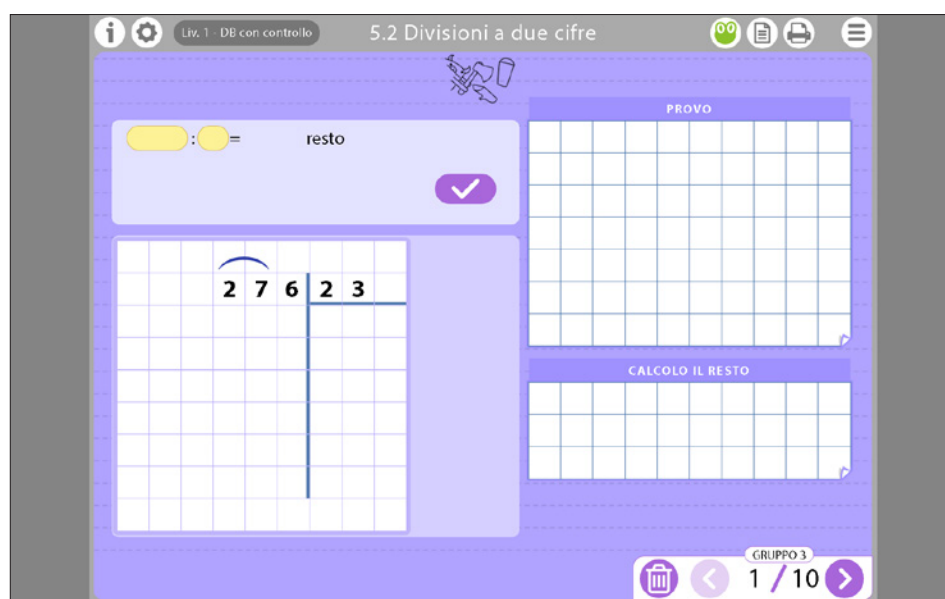 i Liv. 1 - DB con controllo 5.2 Divisioni a due cifre
PROVO
: = resto
2 7 6 2 3
CALCOLO IL RESTO
GRUPPO 3
1 / 10